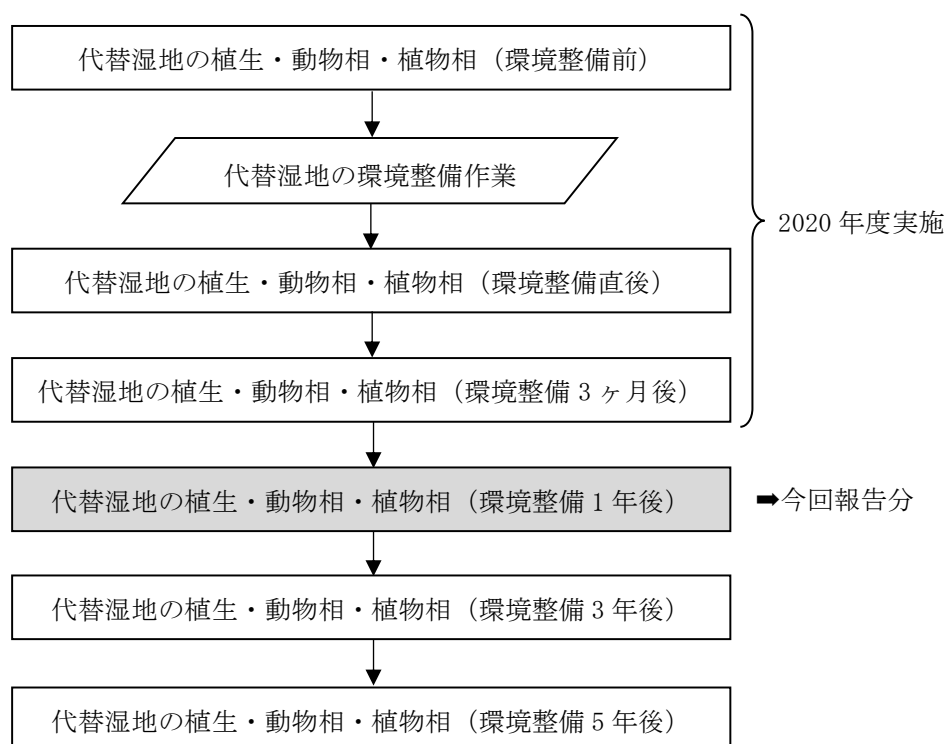 代替湿地の植生・動物相・植物相（環境整備前）
代替湿地の環境整備作業
2020 年度実施
代替湿地の植生・動物相・植物相（環境整備直後）
代替湿地の植生・動物相・植物相（環境整備 3 ヶ月後）
代替湿地の植生・動物相・植物相（環境整備 1 年後）
➡今回報告分
代替湿地の植生・動物相・植物相（環境整備 3 年後）
代替湿地の植生・動物相・植物相（環境整備 5 年後）